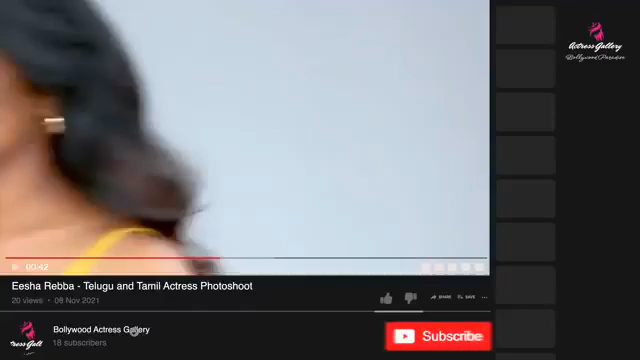 Actress Gallery
Bollywood Paradise
00:42
Eesha Rebba - Telugu and Tamil Actress Photoshoot
20 views • 08 Nov 2021
SHARE
SAVE
Bollywood Actress Gallery
18 subscribers
Subscribe